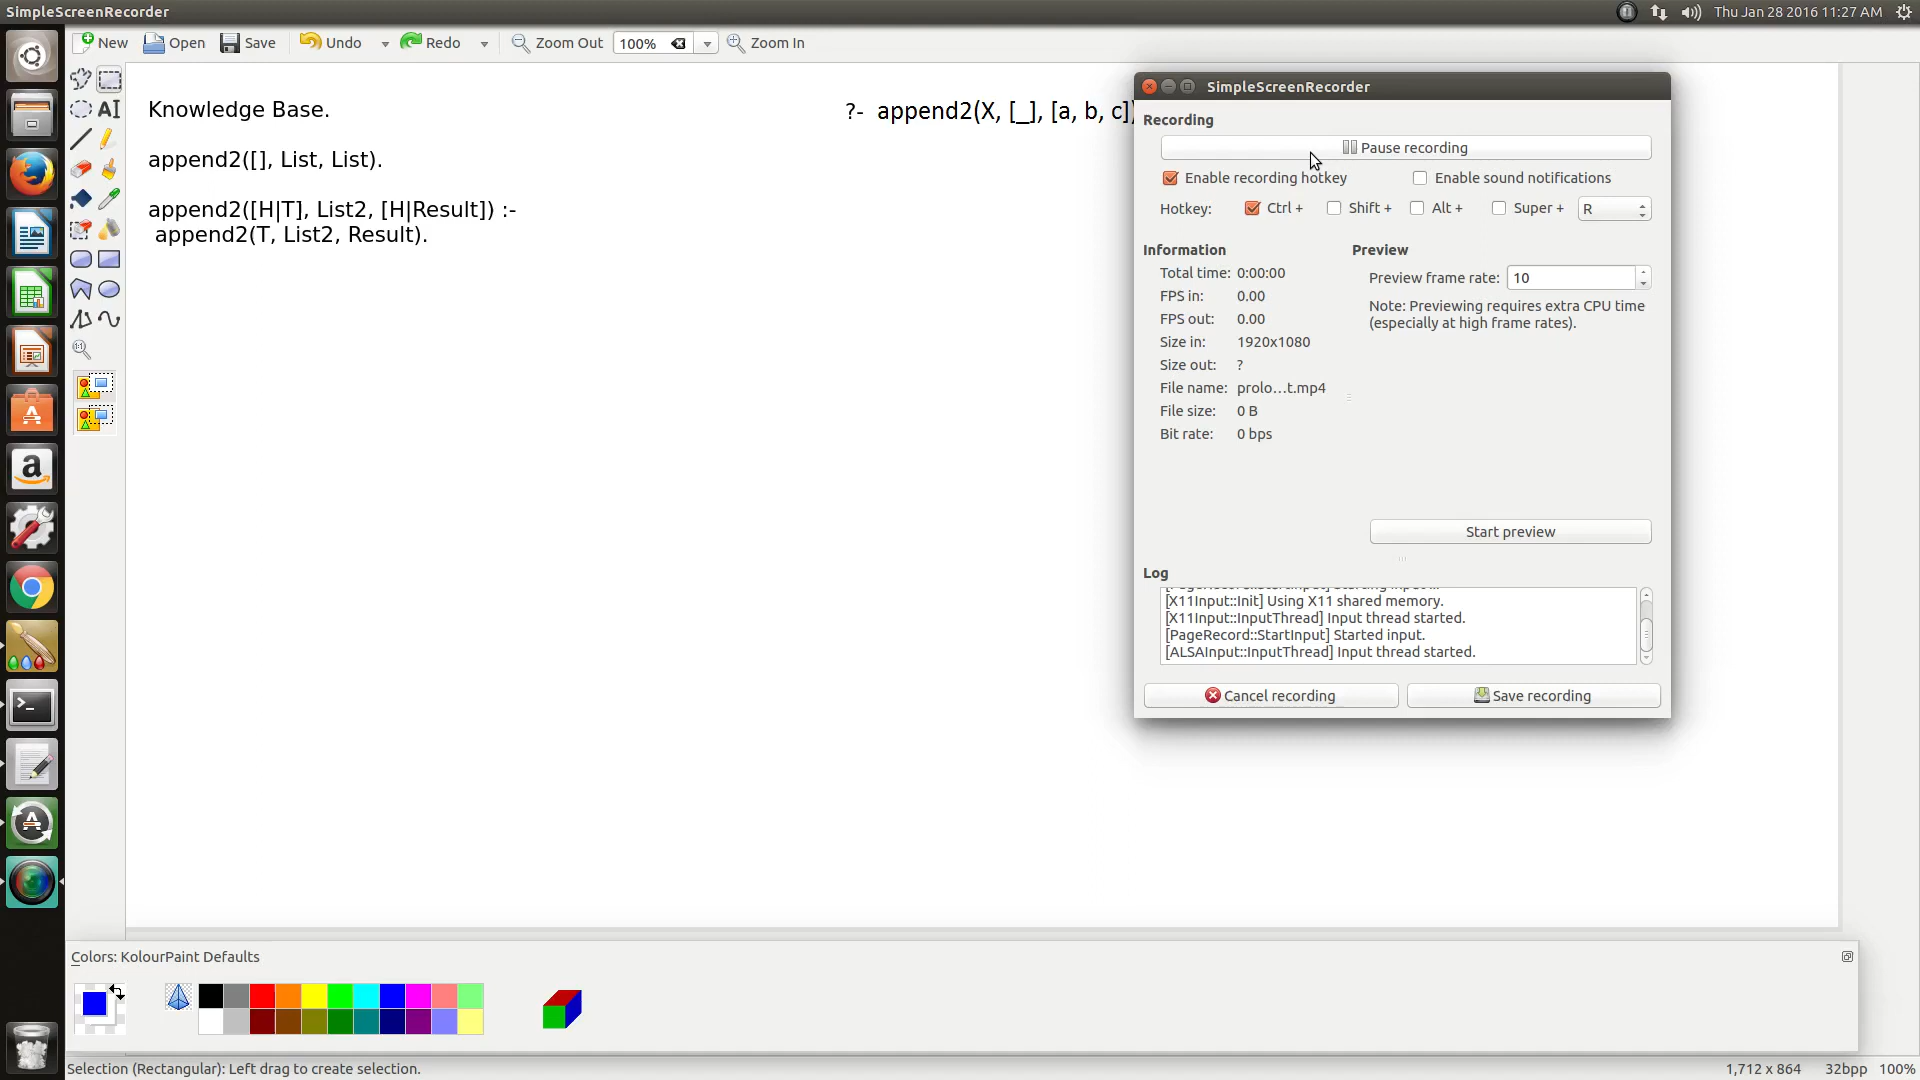 SimpleScreenRecorder
Thu Jan 28 2016 11:27 AM
New Open Save Undo Redo Zoom Out 100% Zoom In
Knowledge Base.
append2([], List, List).
append2([H|T], List2, [H|Result]) :-
append2(T, List2, Result).
?- append2(X, [_], [a, b, c])
SimpleScreenRecorder
Recording
Pause recording
Enable recording hotkey Enable sound notifications
Hotkey: Ctrl + Shift + Alt + Super + R
Information
Total time: 0:00:00
FPS in: 0.00
FPS out: 0.00
Size in: 1920x1080
Size out: ?
File name: prolo...t.mp4
File size: 0 B
Bit rate: 0 bps
Preview
Preview frame rate: 10
Note: Previewing requires extra CPU time
(especially at high frame rates).
Start preview
Log
[X11Input::Init] Using X11 shared memory.
[X11Input::InputThread] Input thread started.
[PageRecord::StartInput] Started input.
[ALSAInput::InputThread] Input thread started.
Cancel recording Save recording
Colors: KolourPaint Defaults
Selection (Rectangular): Left drag to create selection.
1,712 x 864 32bpp 100%